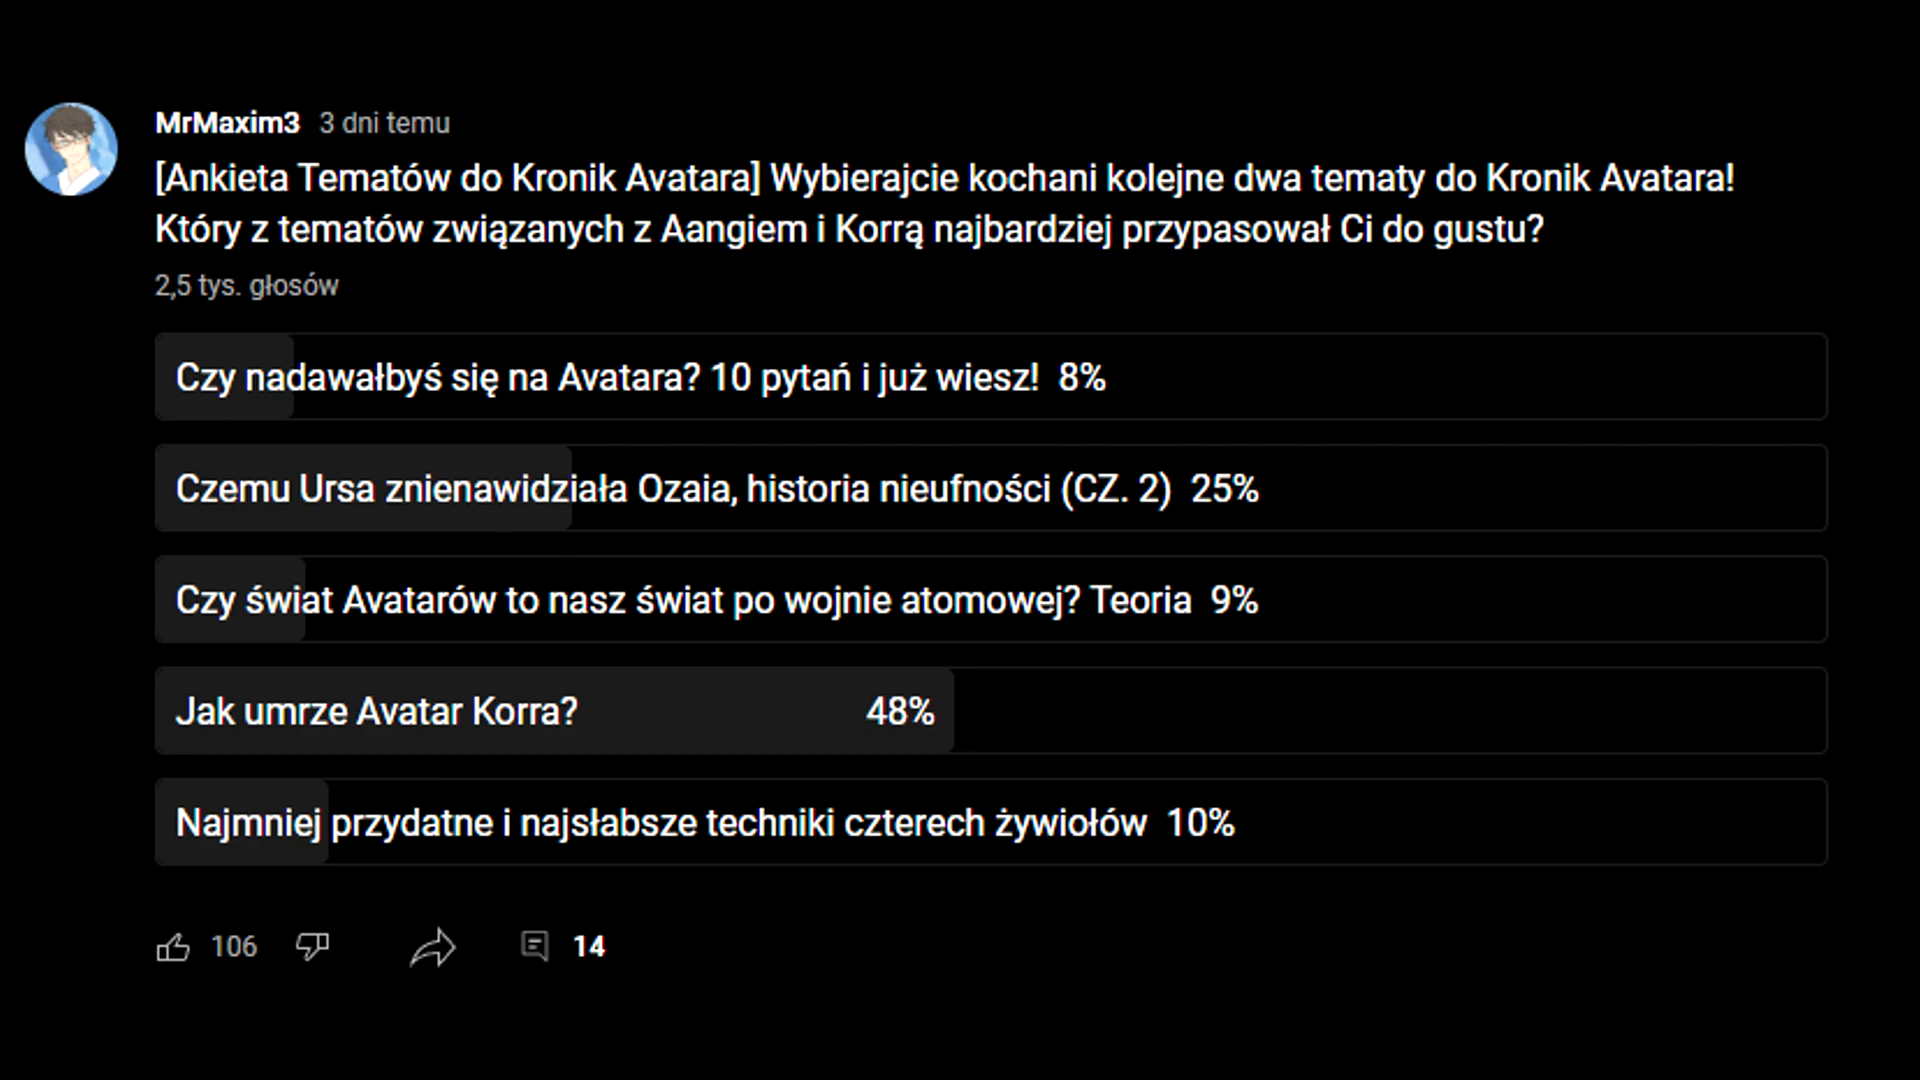 MrMaxim3 3 dni temu
[Ankieta Tematów do Kronik Avatara] Wybierajcie kochani kolejne dwa tematy do Kronik Avatara!
Który z tematów związanych z Aangiem i Korrą najbardziej przypasował Ci do gustu?
2,5 tys. głosów
Czy nadawałbyś się na Avatara? 10 pytań i już wiesz! 8%
Czemu Ursa znienawidziała Ozaia, historia nieufności (CZ. 2) 25%
Czy świat Avatarów to nasz świat po wojnie atomowej? Teoria 9%
Jak umrze Avatar Korra? 48%
Najmniej przydatne i najsłabsze techniki czterech żywiołów 10%
106 14